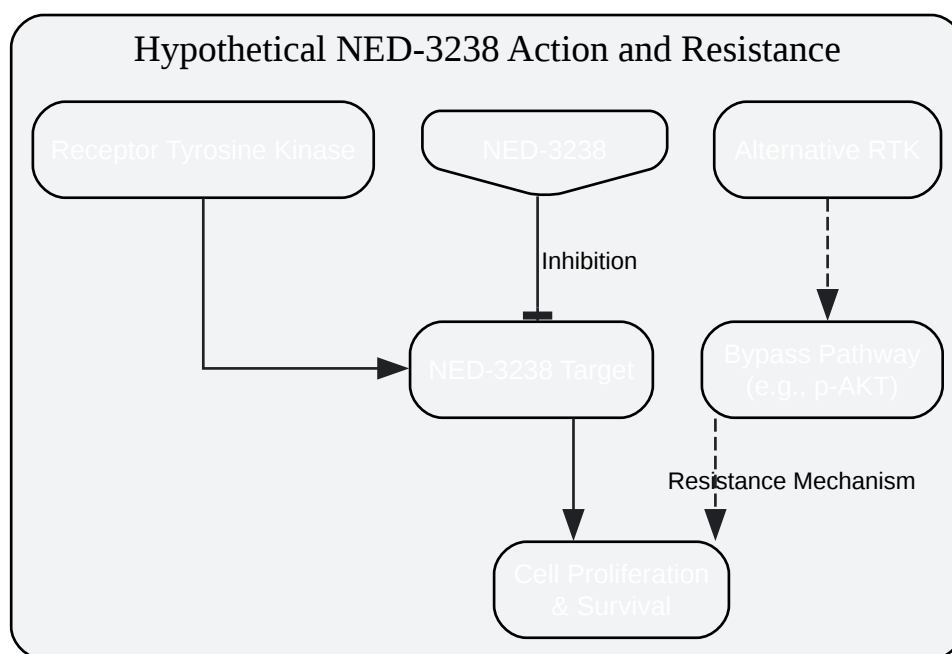 Hypothetical NED-3238 Action and Resistance
Receptor Tyrosine Kinase
NED-3238
Alternative RTK
Inhibition
NED-3238 Target
Bypass Pathway
(e.g., p-AKT)
Resistance Mechanism
Cell Proliferation
& Survival